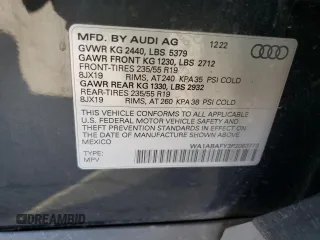 MFD. BY AUDI AG 12.22
GVWR KG 2440, LBS 5379
GAWR FRONT KG 1230, LBS 2712
FRONT-TIRES 235/55 R19
8JX19 RIMS, AT 240 KPA 35 PSI COLD
GAWR REAR KG 1330, LBS 2932
REAR-TIRES 235/55 R19
8JX19 RIMS, AT 260 KPA 38 PSI COLD
THIS VEHICLE CONFORMS TO ALL
APPLICABLE FEDERAL MOTOR VEHICLE
SAFETY, BUMPER, AND THEFT
PREVENTION STANDARDS IN EFFECT ON
THE DATE OF MANUFACTURE SHOWN
ABOVE
MEXICO
TYPE:
MPV
DREAMBID